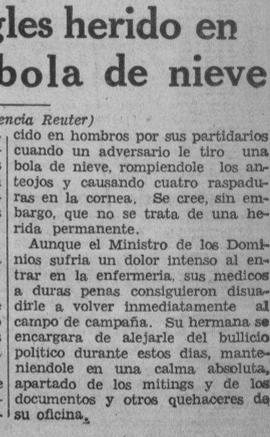 gles herido en
bola de nieve
encia Reuter)
cido en hombros por sus partidarios
cuando un adversario le tiro una
bola de nieve, rompiendole los an-
teojos y causando cuatro raspadu-
ras en la cornea. Se cree, sin em-
bargo, que no se trata de una he-
rida permanente.
Aunque el Ministro de los Domi-
nios sufria un dolor intenso al en-
trar en la enfermeria, sus medicos
a duras penas consiguieron disua-
dirle a volver inmediatamente al
campo de campaña. Su hermana se
encargara de alejarle del bullicio
politico durante estos dias, mante-
niendole en una calma absoluta,
apartado de los mitings y de los
documentos y otros quehaceres de
su oficina.